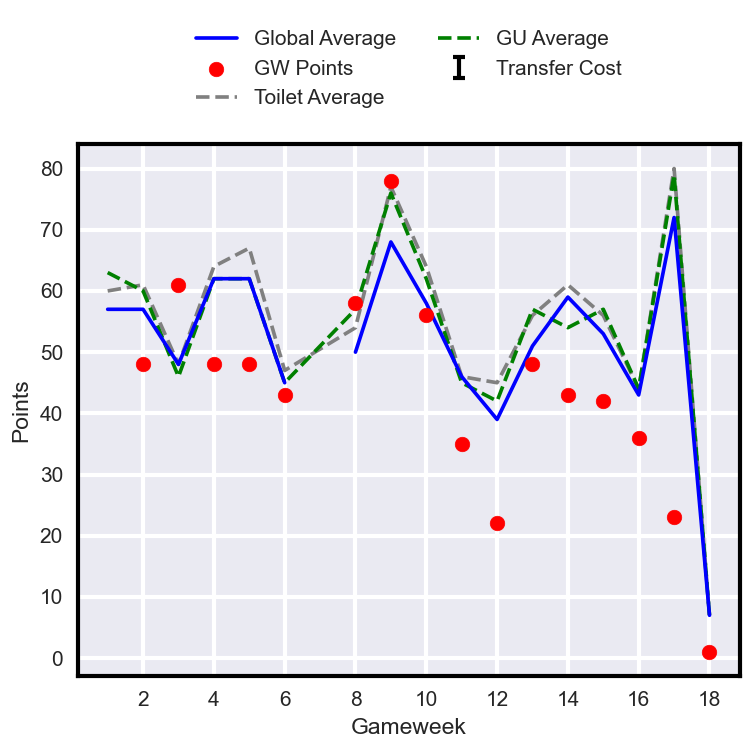 Global Average
GW Points
Toilet Average
GU Average
Transfer Cost
80
70
60
50
40
30
20
10
0
Points
2 4 6 8 10 12 14 16 18
Gameweek